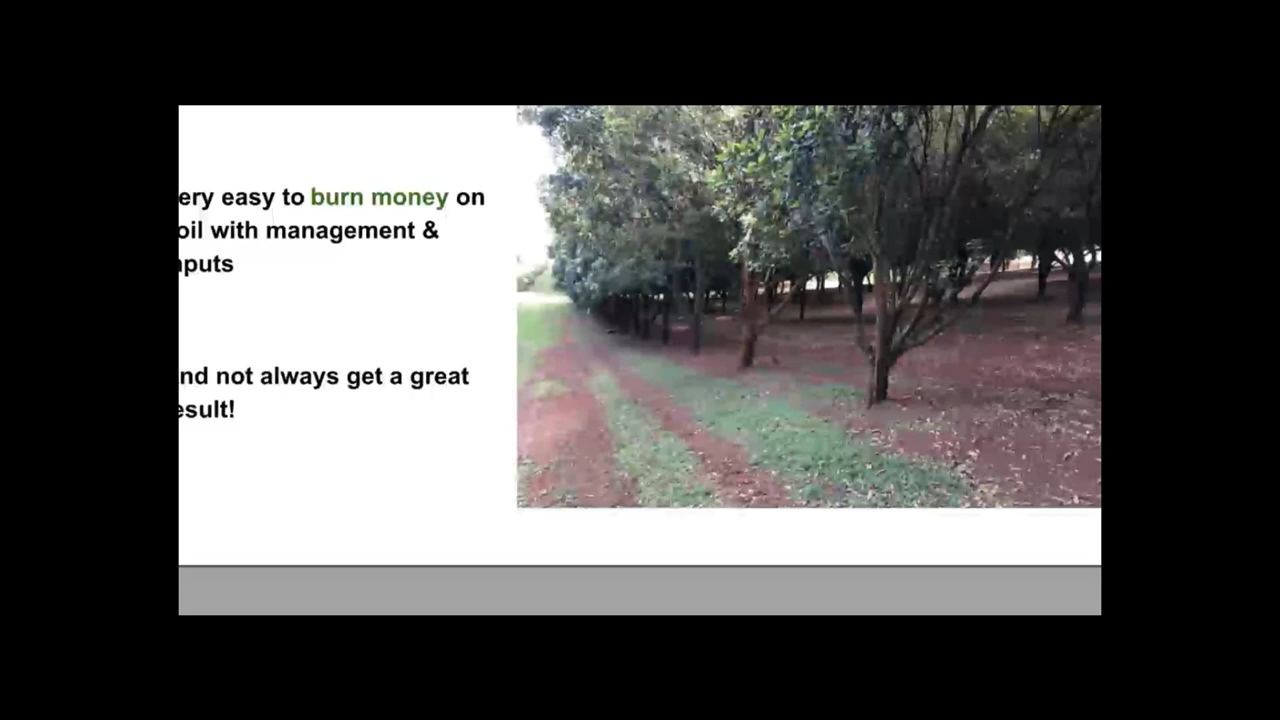 ery easy to burn money on
oil with management &
nputs
nd not always get a great
esult!